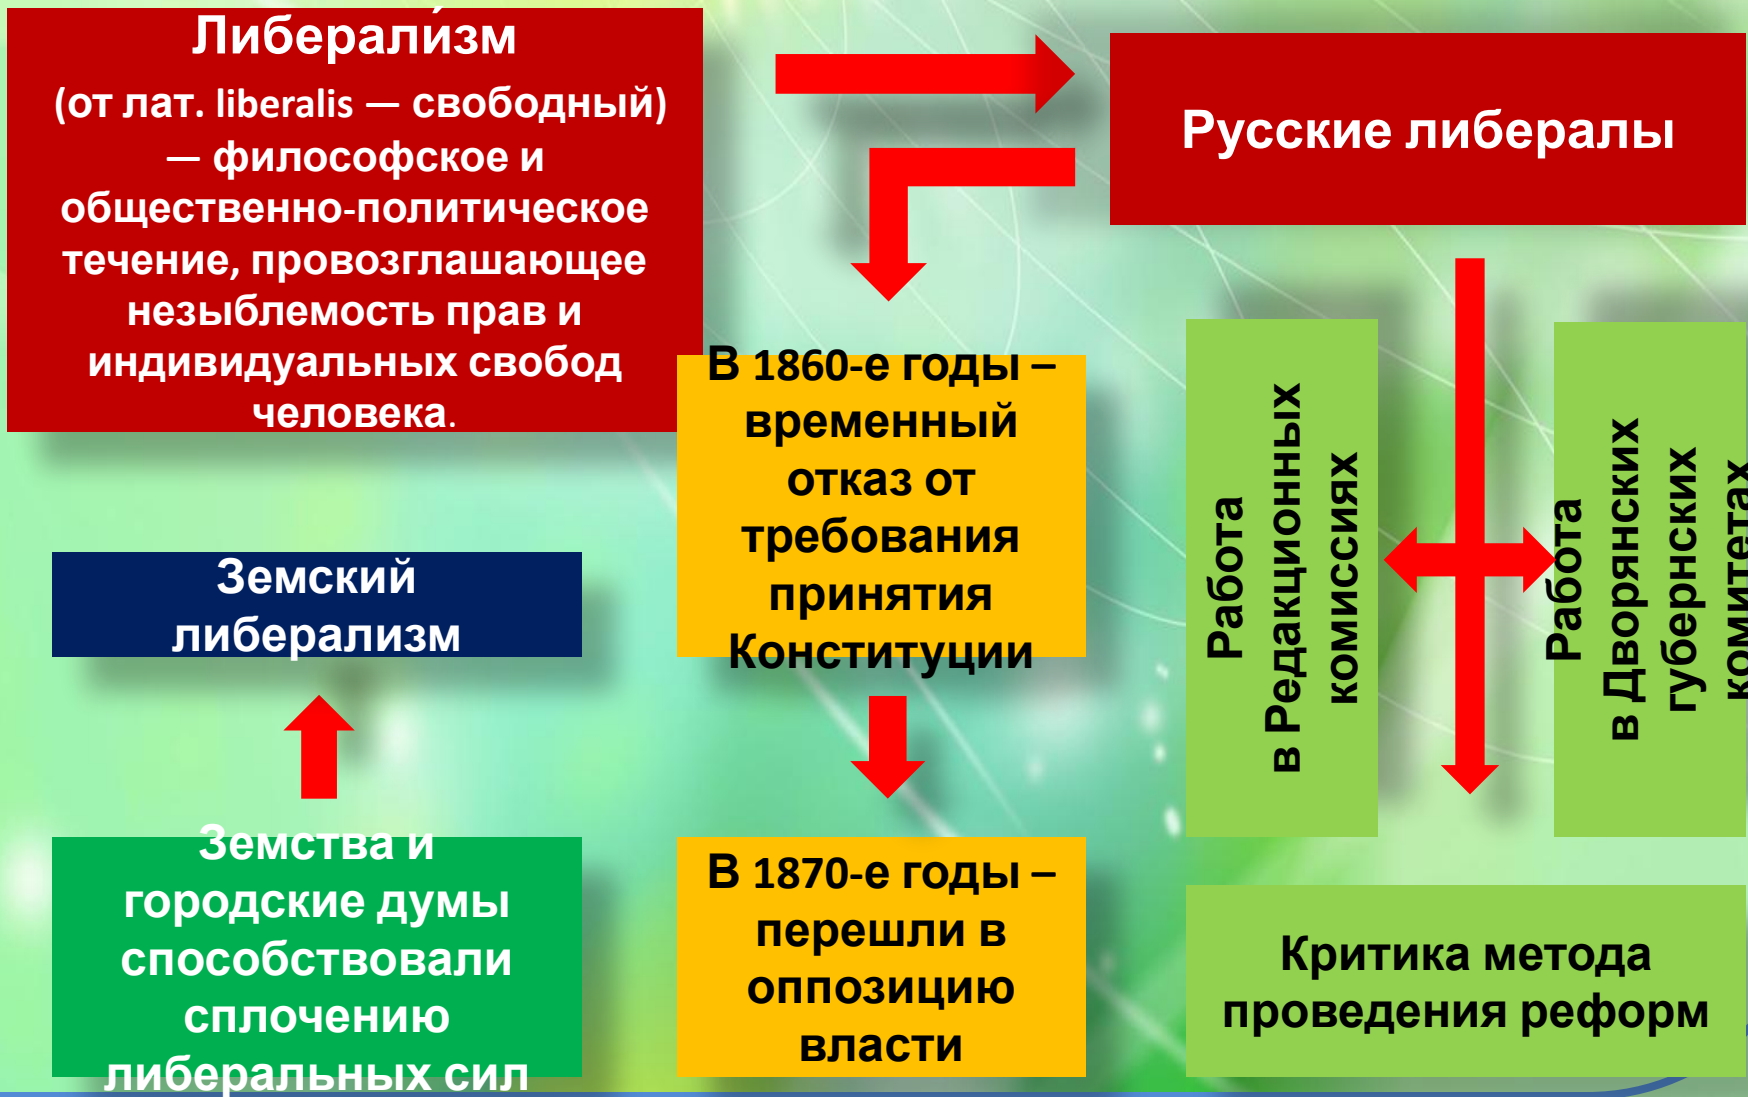 Либерали́зм
(от лат. liberalis — свободный)
— философское и
общественно-политическое
течение, провозглашающее
незыблемость прав и
индивидуальных свобод
человека.
Русские либералы
В 1860-е годы –
временный
отказ от
требования
принятия
Конституции
Работа
в Редакционных
комиссиях
Работа
в Дворянских
губернских
комитетах
Земский
либерализм
Земства и
городские думы
способствовали
сплочению
либеральных сил
В 1870-е годы –
перешли в
оппозицию
власти
Критика метода
проведения реформ